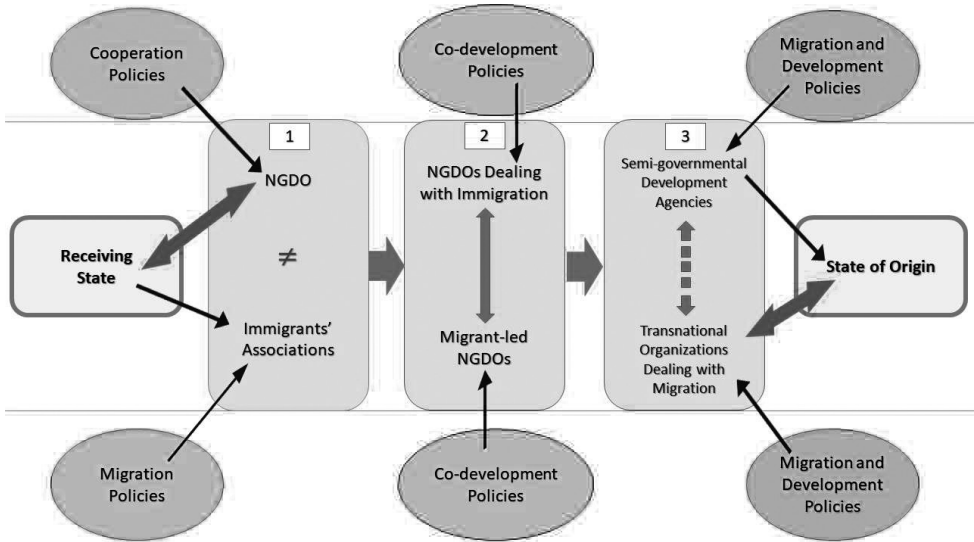 Cooperation
Policies
Co-development
Policies
Migration and
Development
Policies
1
2
3
NGDO
NGDOs Dealing
with Immigration
Semi-governmental
Development
Agencies
Receiving
State
≠
State of Origin
Immigrants’
Associations
Migrant-led
NGDOs
Transnational
Organizations
Dealing with
Migration
Migration
Policies
Co-development
Policies
Migration and
Development
Policies